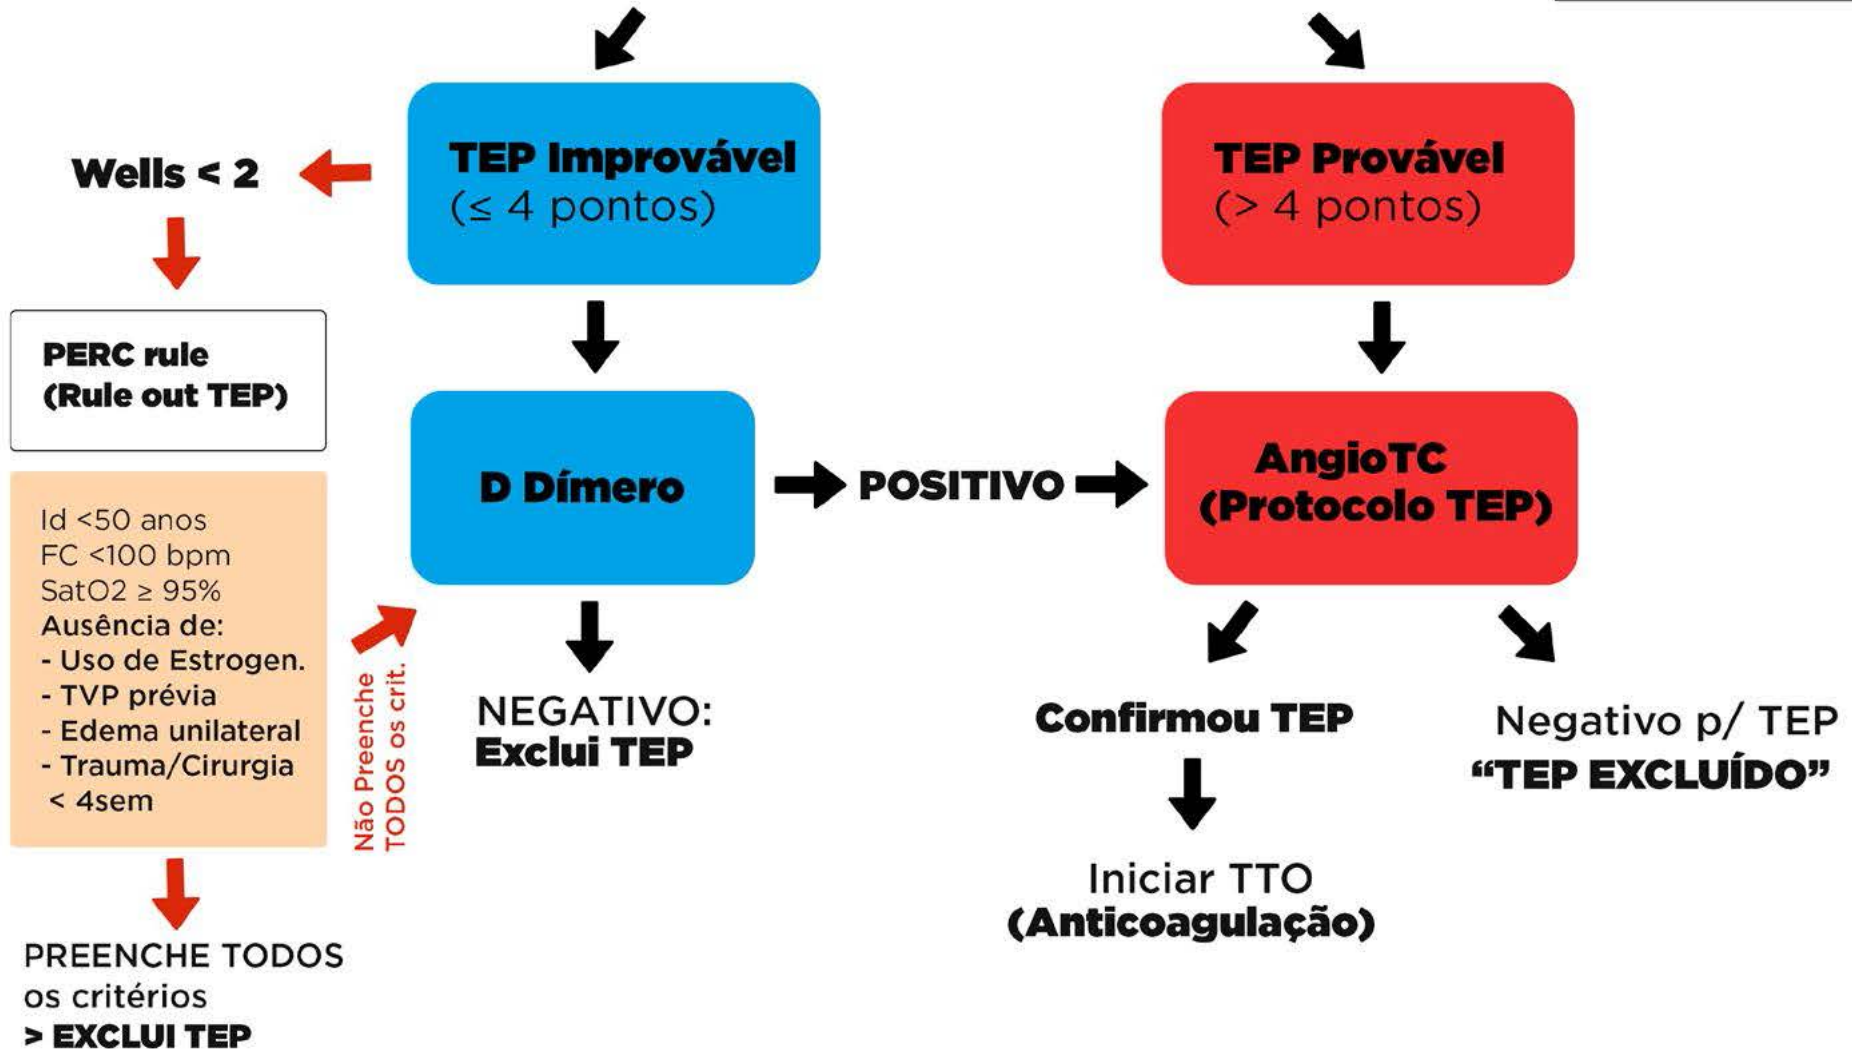 TEP Improvável
(≤ 4 pontos)
TEP Provável
(> 4 pontos)
Wells < 2
PERC rule
(Rule out TEP)
Id <50 anos
FC <100 bpm
SatO2 ≥ 95%
Ausência de:
- Uso de Estrogen.
- TVP prévia
- Edema unilateral
- Trauma/Cirurgia
< 4sem
Não Preenche
TODOS os crit.
PREENCHE TODOS
os critérios
> EXCLUI TEP
D Dímero
POSITIVO
AngioTC
(Protocolo TEP)
NEGATIVO:
Exclui TEP
Confirmou TEP
Iniciar TTO
(Anticoagulação)
Negativo p/ TEP
“TEP EXCLUÍDO”